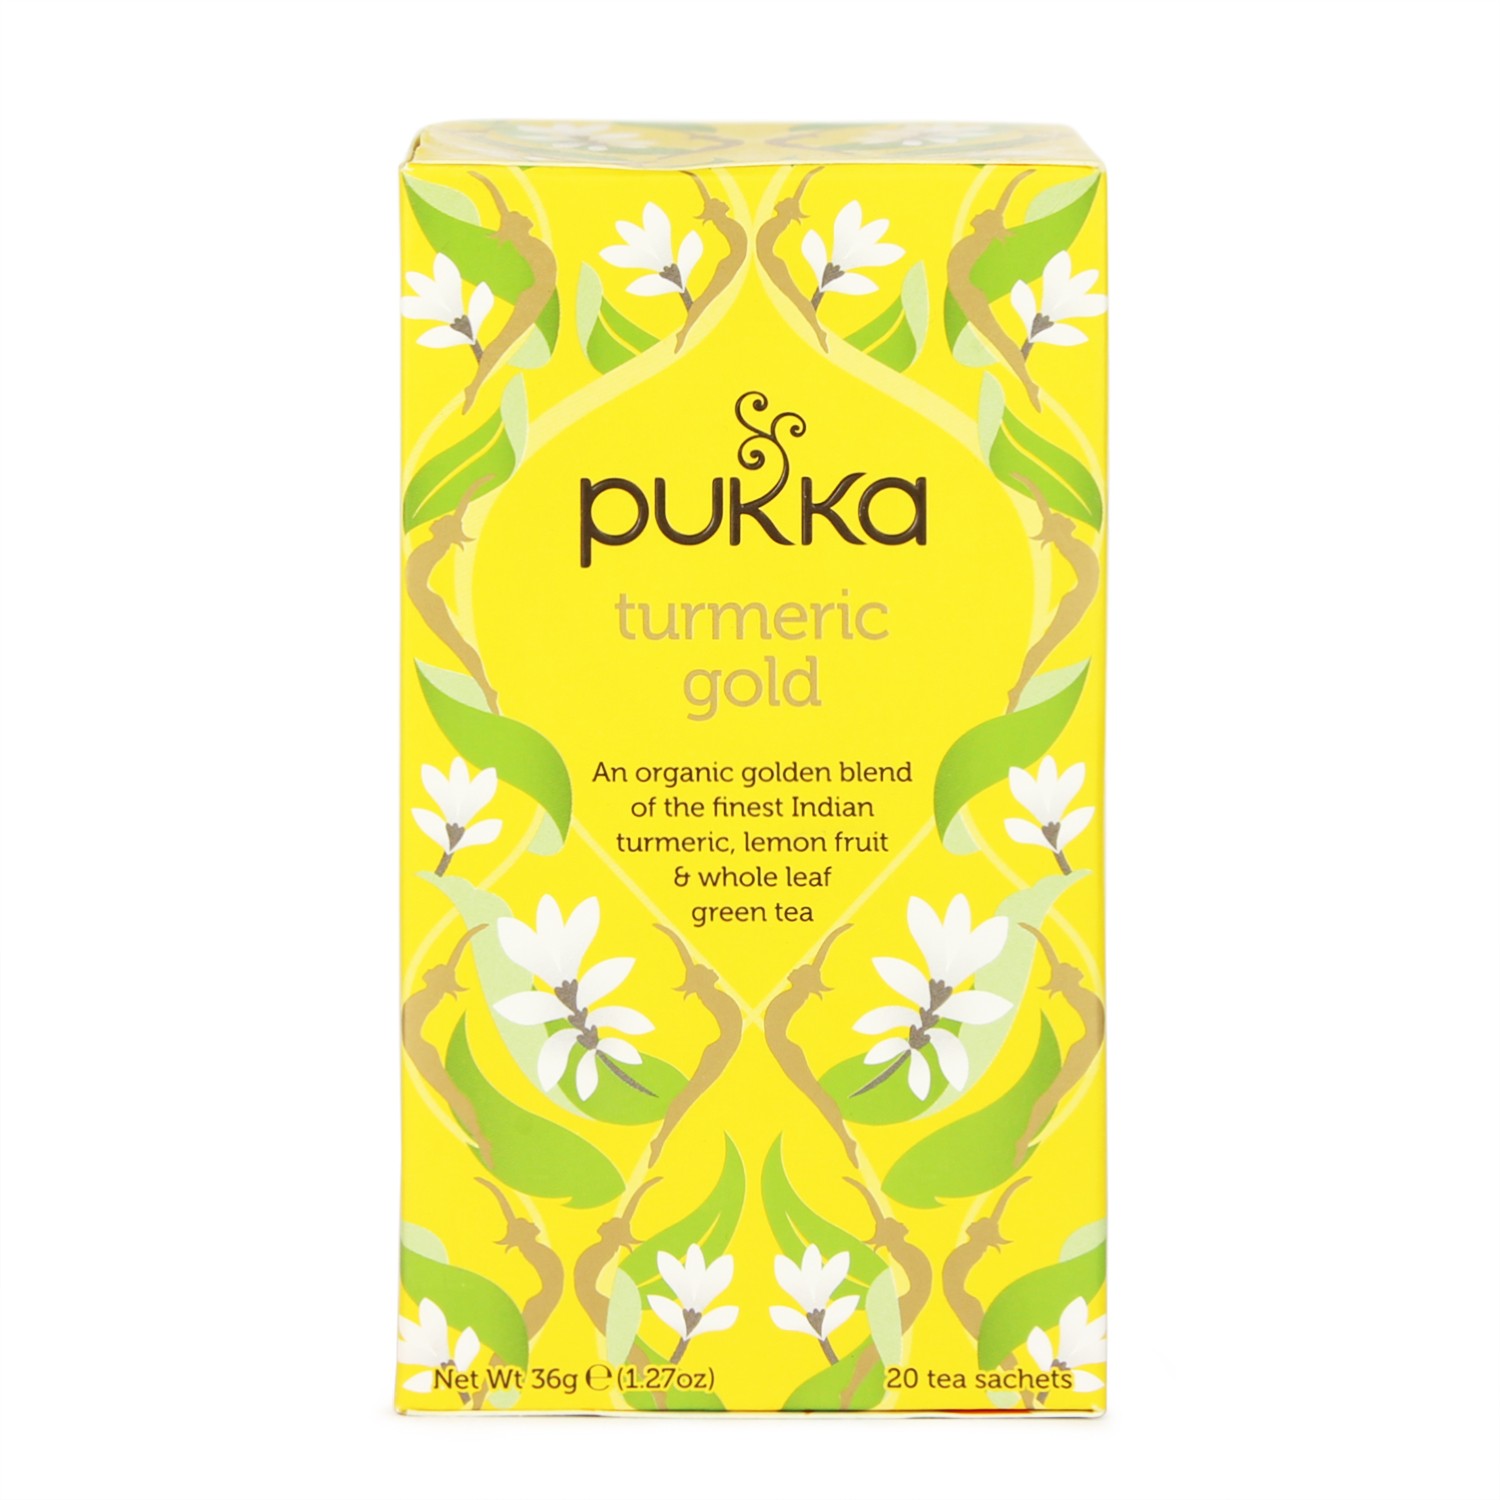 pukka
turmeric
gold
An organic golden blend
of the finest Indian
turmeric, lemon fruit
& whole leaf
green tea
Net Wt 36g ℮ (1.27oz)
20 tea sachets